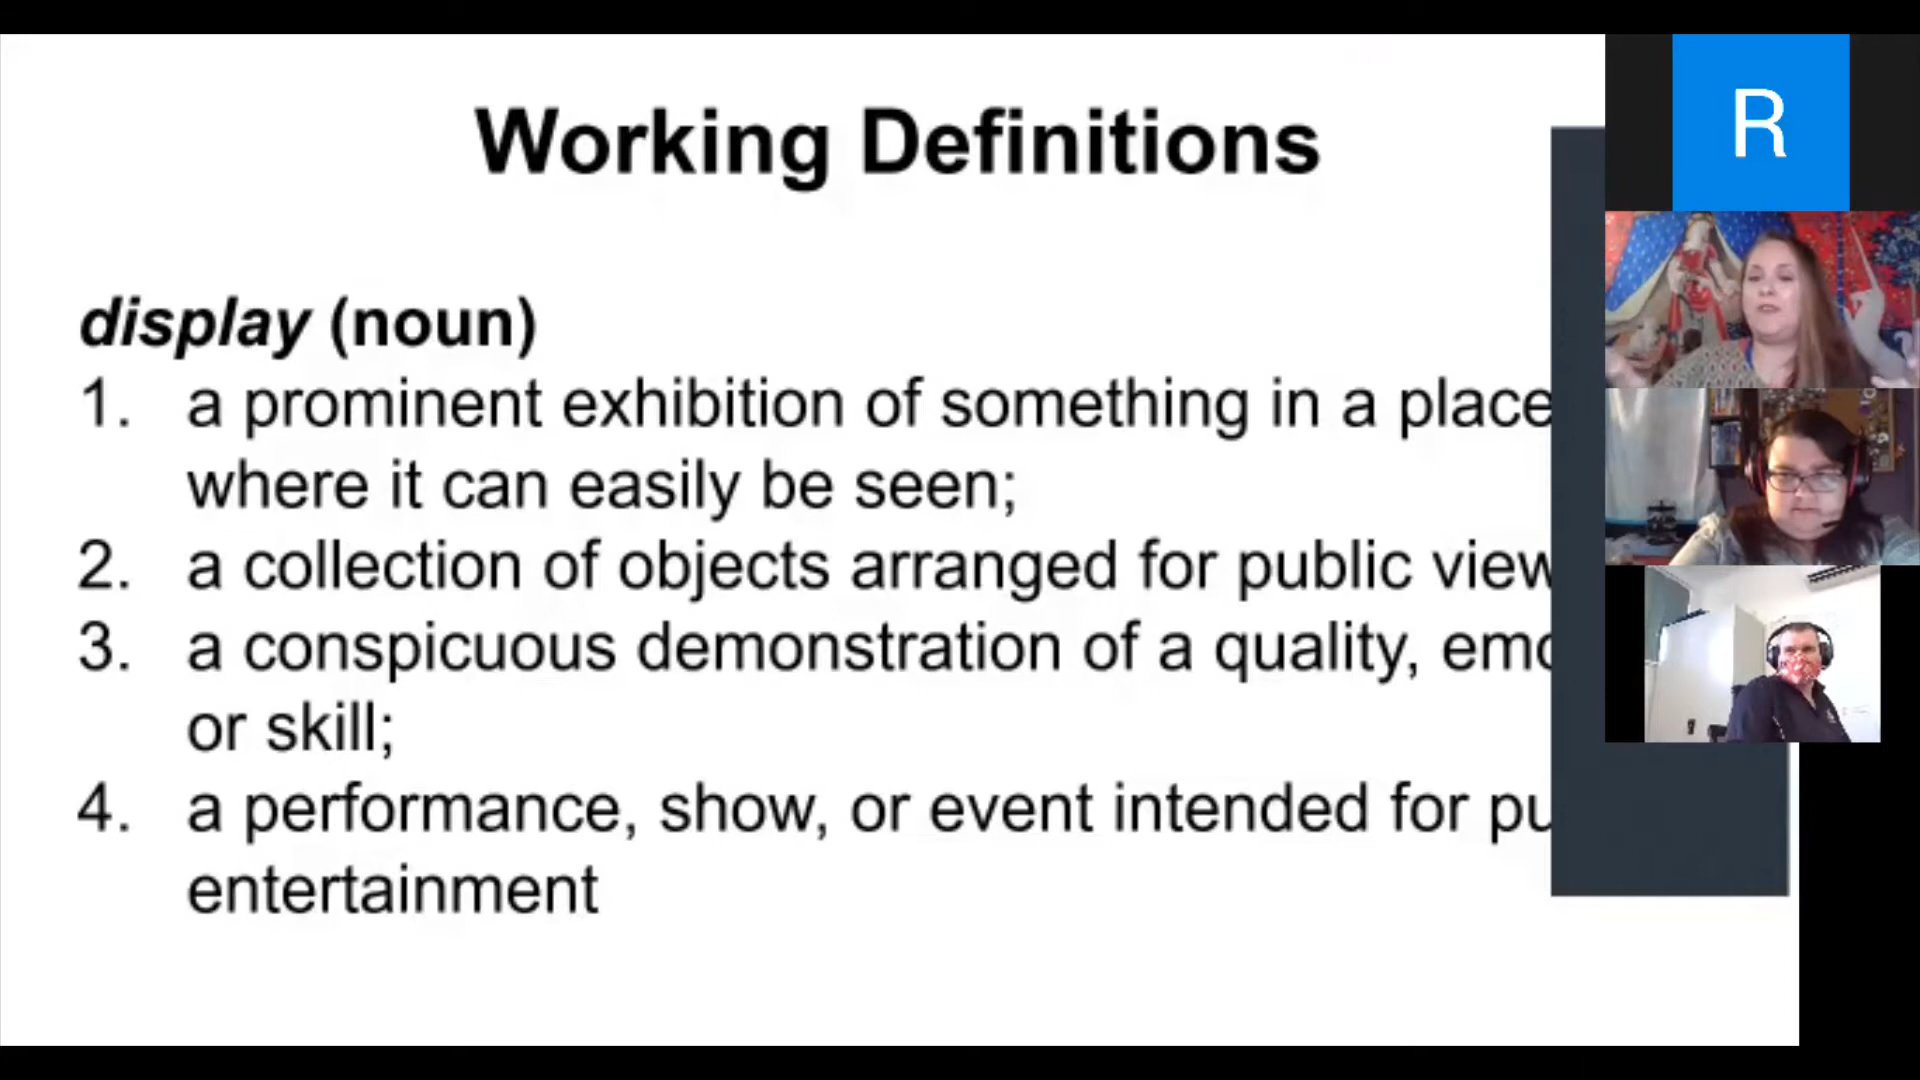 Working Definitions
R
display (noun)
1. a prominent exhibition of something in a place
where it can easily be seen;
2. a collection of objects arranged for public view
3. a conspicuous demonstration of a quality, emo
or skill;
4. a performance, show, or event intended for pu
entertainment